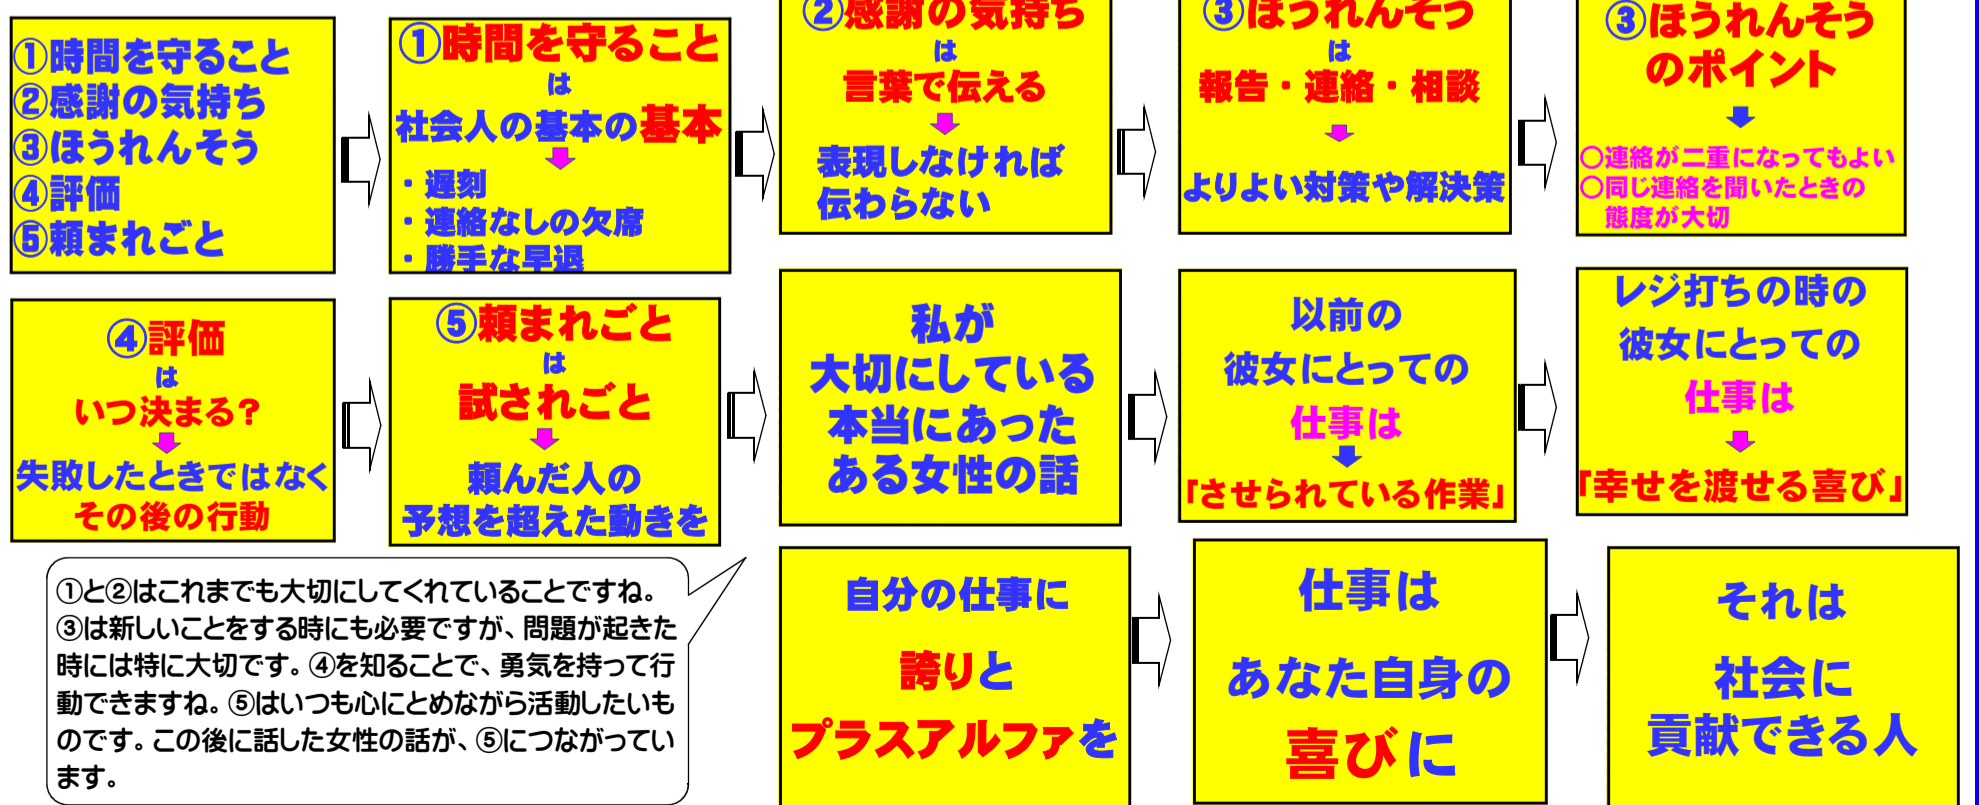 ①時間を守ること
②感謝の気持ち
③ほうれんそう
④評価
⑤頼まれごと
①時間を守ること
は
社会人の基本の基本
・遅刻
・連絡なしの欠席
・勝手な早退
②感謝の気持ち
は
言葉で伝える
表現しなければ
伝わらない
③ほうれんそう
は
報告・連絡・相談
よりよい対策や解決策
③ほうれんそう
のポイント
○連絡が二重になってもよい
○同じ連絡を聞いたときの
態度が大切
④評価
は
いつ決まる?
失敗したときではなく
その後の行動
⑤頼まれごと
は
試されごと
頼んだ人の
予想を超えた動きを
私が
大切にしている
本当にあった
ある女性の話
以前の
彼女にとっての
仕事は
「させられている作業」
レジ打ちの時の
彼女にとっての
仕事は
「幸せを渡せる喜び」
①と②はこれまでも大切にしてくれていることですね。
③は新しいことをする時にも必要ですが、問題が起きた
時には特に大切です。④を知ることで、勇気を持って行
動できますね。⑤はいつも心にとめながら活動したいも
のです。この後に話した女性の話が、⑤につながってい
ます。
自分の仕事に
誇りと
プラスアルファを
仕事は
あなた自身の
喜びに
それは
社会に
貢献できる人